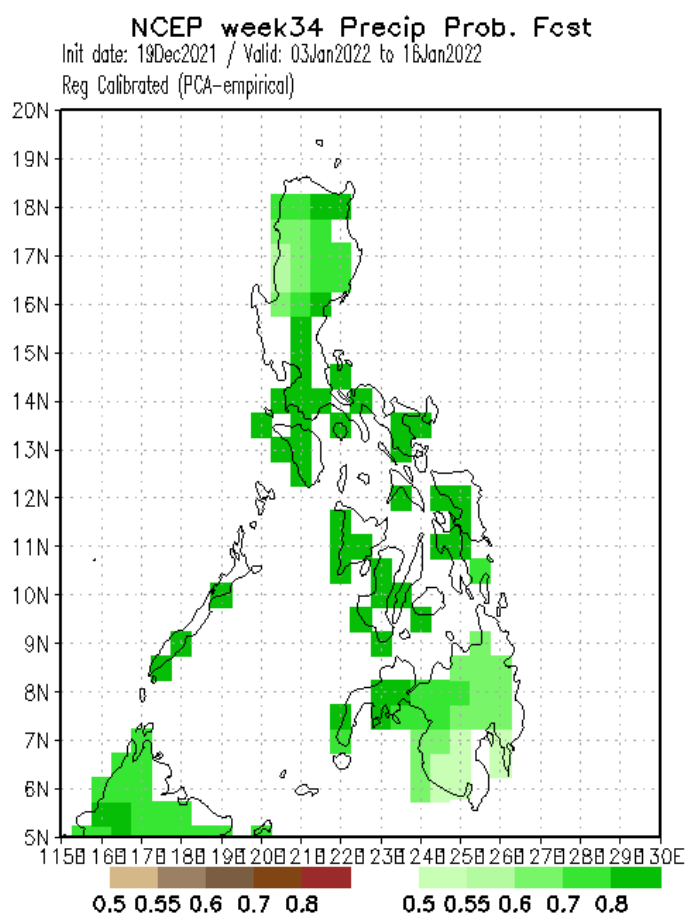 NCEP week34 Precip Prob. Fcst
Init date: 19Dec2021 / Valid: 03Jan2022 to 16Jan2022
Reg Calibrated (PCA-empirical)
20N
19N
18N
17N
16N
15N
14N
13N
12N
11N
10N
9N
8N
7N
6N
5N
115E 116E 117E 118E 119E 120E 121E 122E 123E 124E 125E 126E 127E 128E 129E 130E
0.5 0.55 0.6 0.7 0.8 0.5 0.55 0.6 0.7 0.8